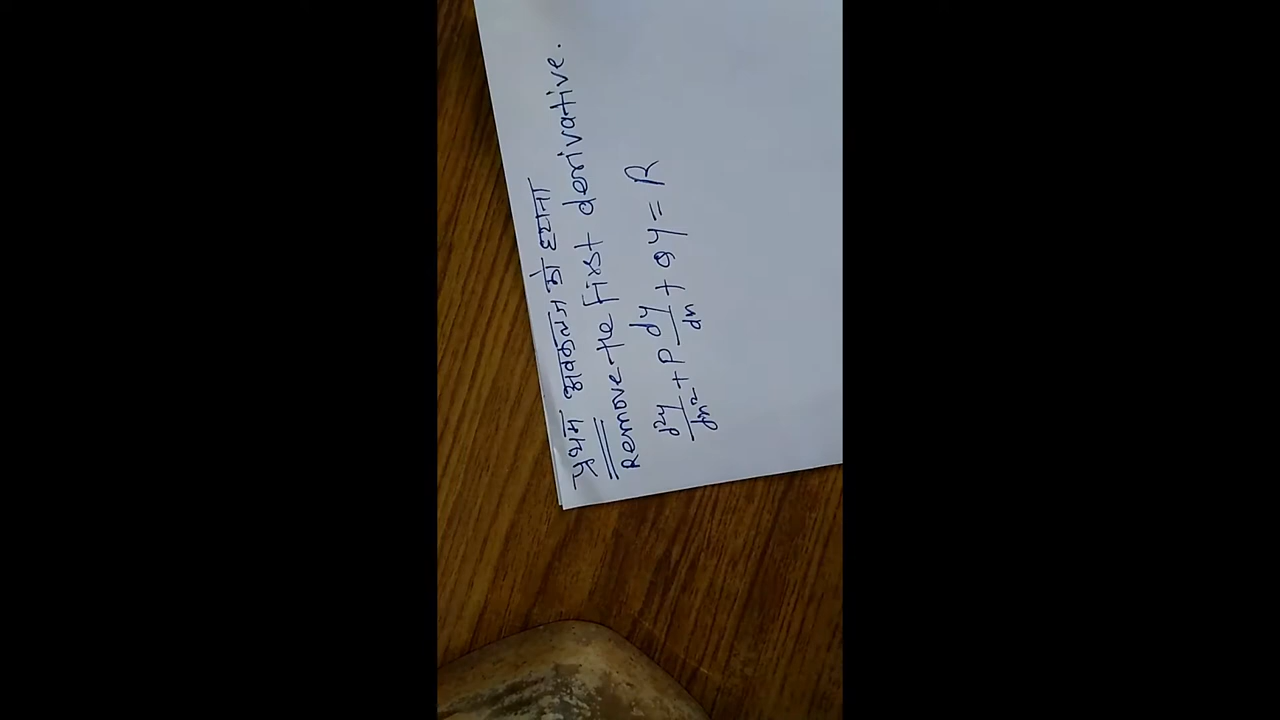 प्रथम अवकलज को हटाना
Remove the first derivative.
d²y/dx² + P dy/dx + Qy = R